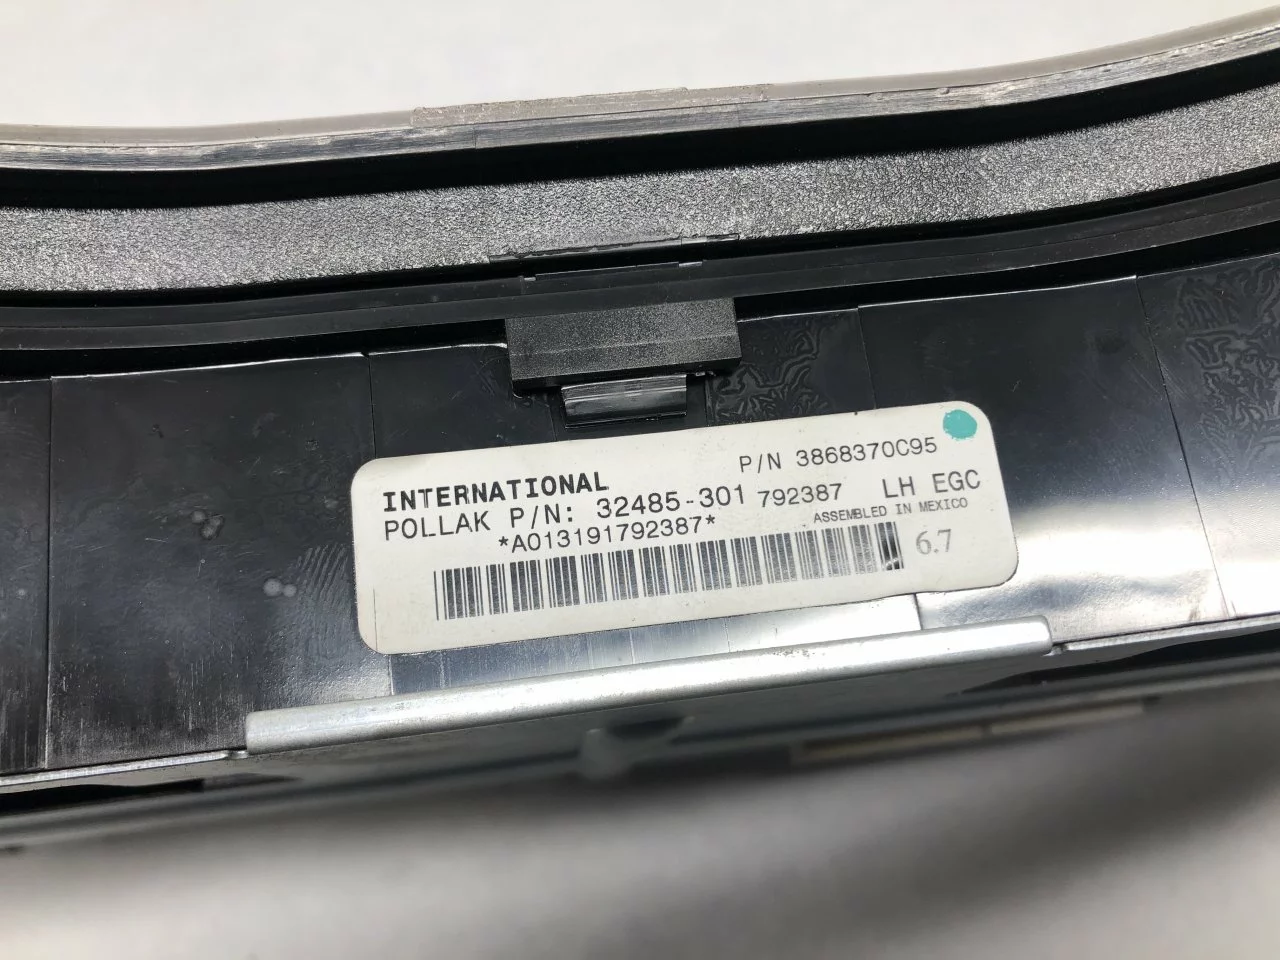 P/N 3868370C95
INTERNATIONAL
POLLAK P/N: 32485-301 792387 LH EGC
ASSEMBLED IN MEXICO
*A013191792387*
6.7